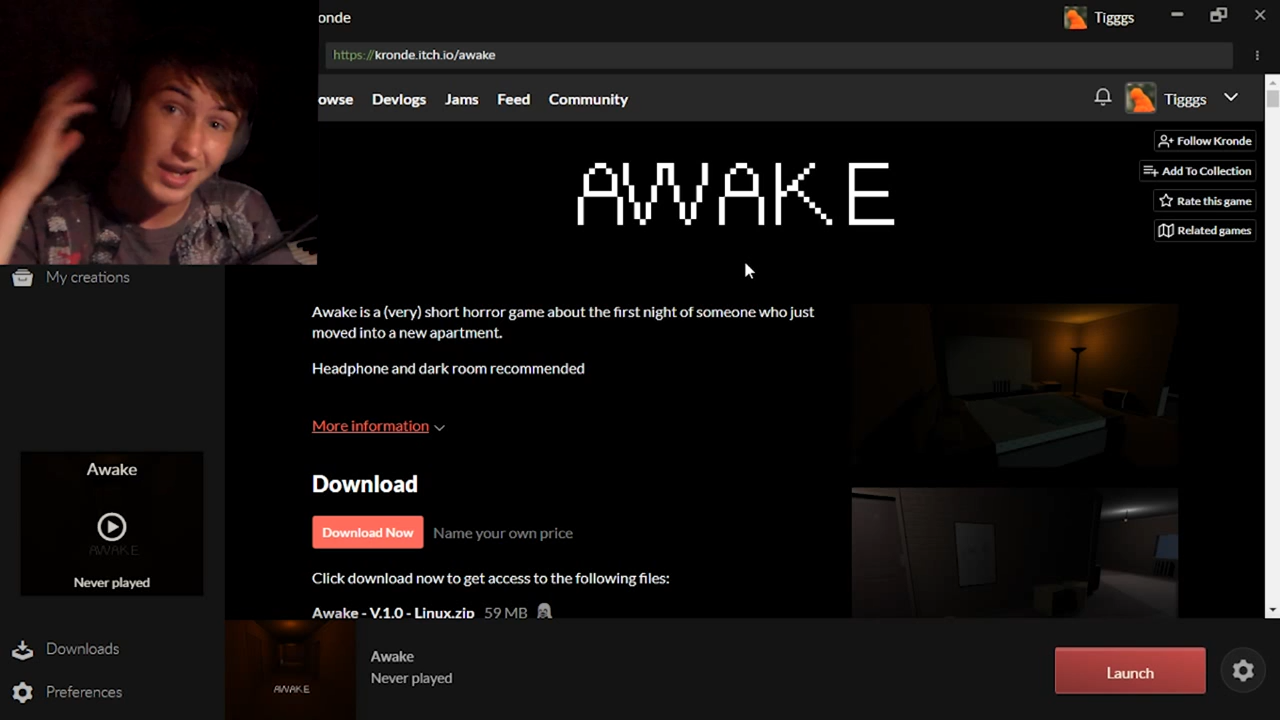 onde
Tigggs
https://kronde.itch.io/awake
owse
Devlogs
Jams
Feed
Community
Tigggs
Follow Kronde
Add To Collection
Rate this game
Related games
AWAKE
My creations
Awake is a (very) short horror game about the first night of someone who just
moved into a new apartment.
Headphone and dark room recommended
More information
Download
Download Now
Name your own price
Click download now to get access to the following files:
Awake - V.1.0 - Linux.zip 59 MB
Awake
AWAKE
Never played
Downloads
Preferences
AWAKE
Awake
Never played
Launch